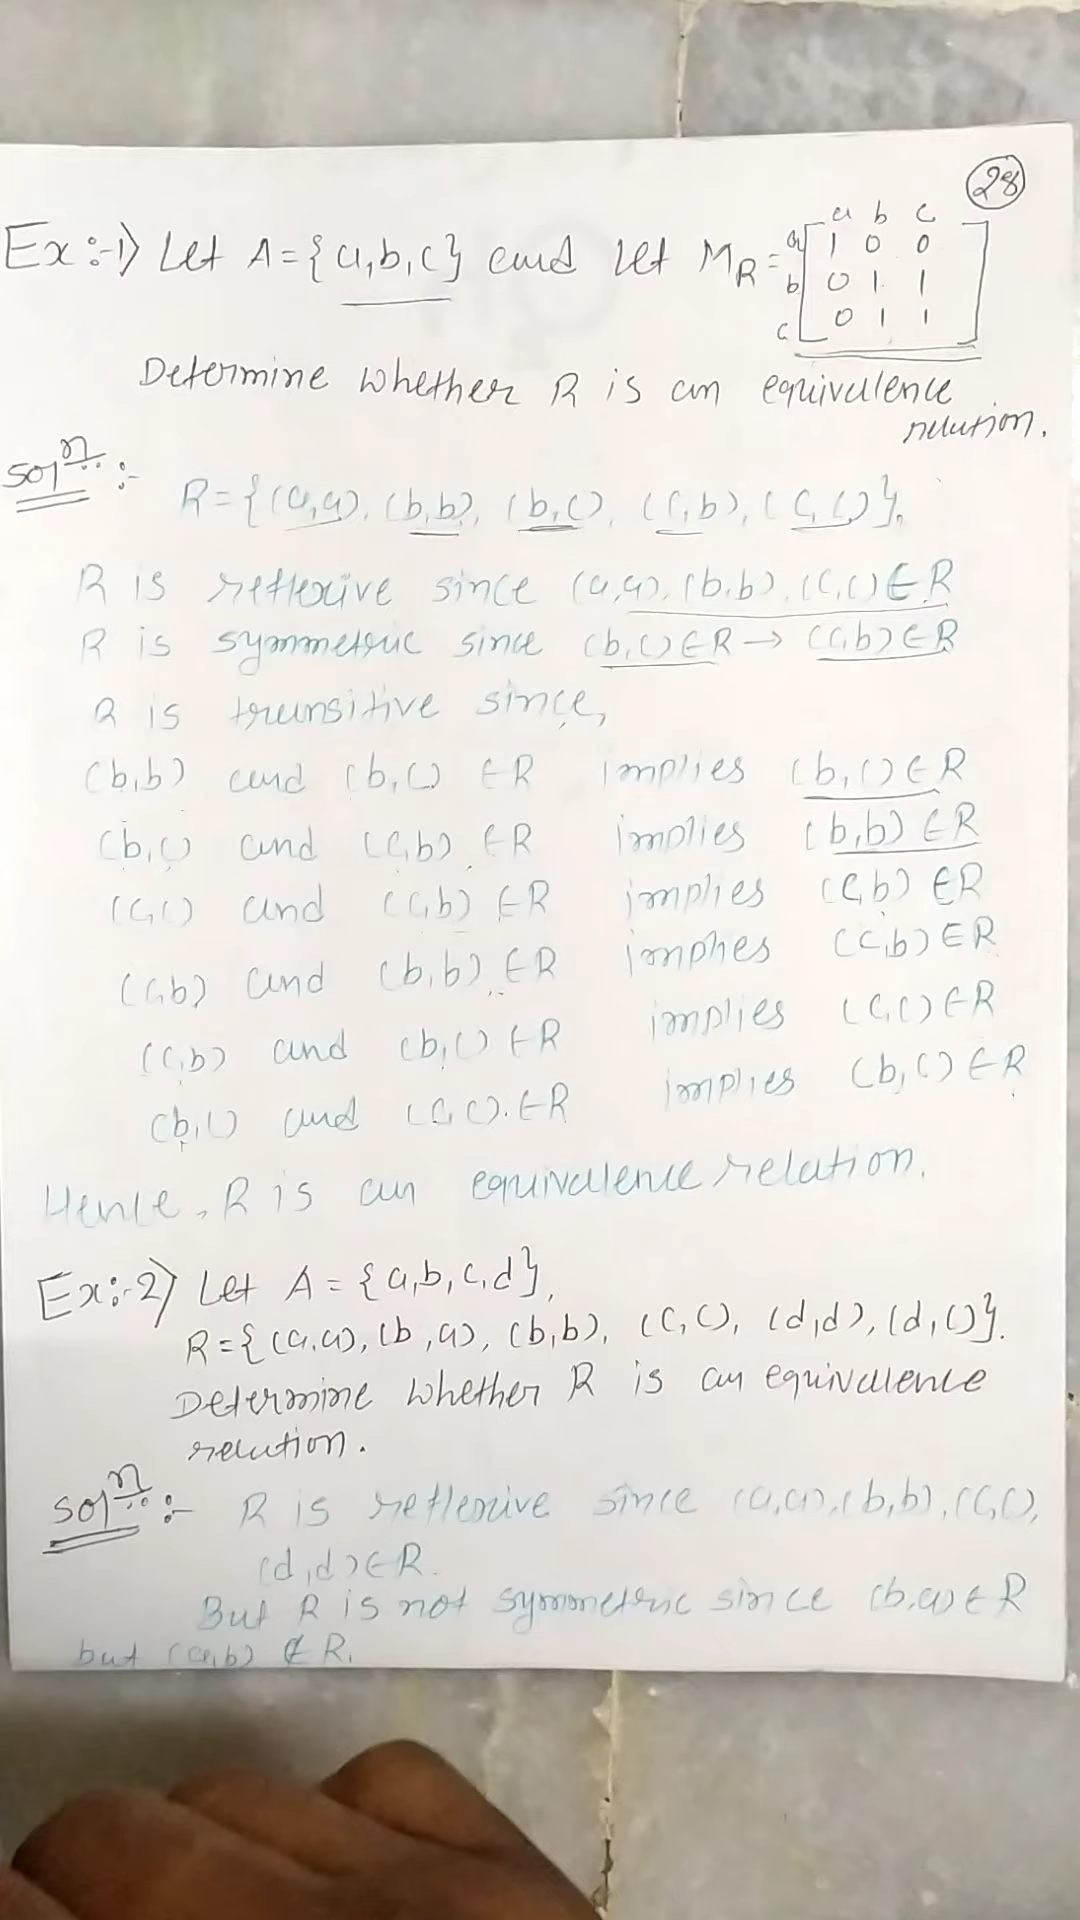 28
Ex:-1) Let A={a,b,c} and let M_R =
a b c
a 1 0 0
b 0 1 1
c 0 1 1
Determine whether R is an equivalence
relation.
Solⁿ :-
R={(a,a), (b,b), (b,c), (c,b), (c,c)}.
R is reflexive since (a,a), (b,b), (c,c) ∈ R
R is symmetric since (b,c) ∈ R → (c,b) ∈ R
R is transitive since,
(b,b) and (b,c) ∈ R implies (b,c) ∈ R
(b,c) and (c,b) ∈ R implies (b,b) ∈ R
(c,c) and (c,b) ∈ R implies (c,b) ∈ R
(c,b) and (b,b) ∈ R implies (c,b) ∈ R
(c,b) and (b,c) ∈ R implies (c,c) ∈ R
(b,c) and (c,c). ∈ R implies (b,c) ∈ R
Hence, R is an equivalence relation.
Ex:-2) Let A = {a,b,c,d},
R={(a,a), (b,a), (b,b), (c,c), (d,d), (d,c)}.
Determine whether R is an equivalence
relation.
Solⁿ :- R is reflexive since (a,a), (b,b), (c,c),
(d,d) ∈ R.
But R is not symmetric since (b,a) ∈ R
but (a,b) ∉ R.